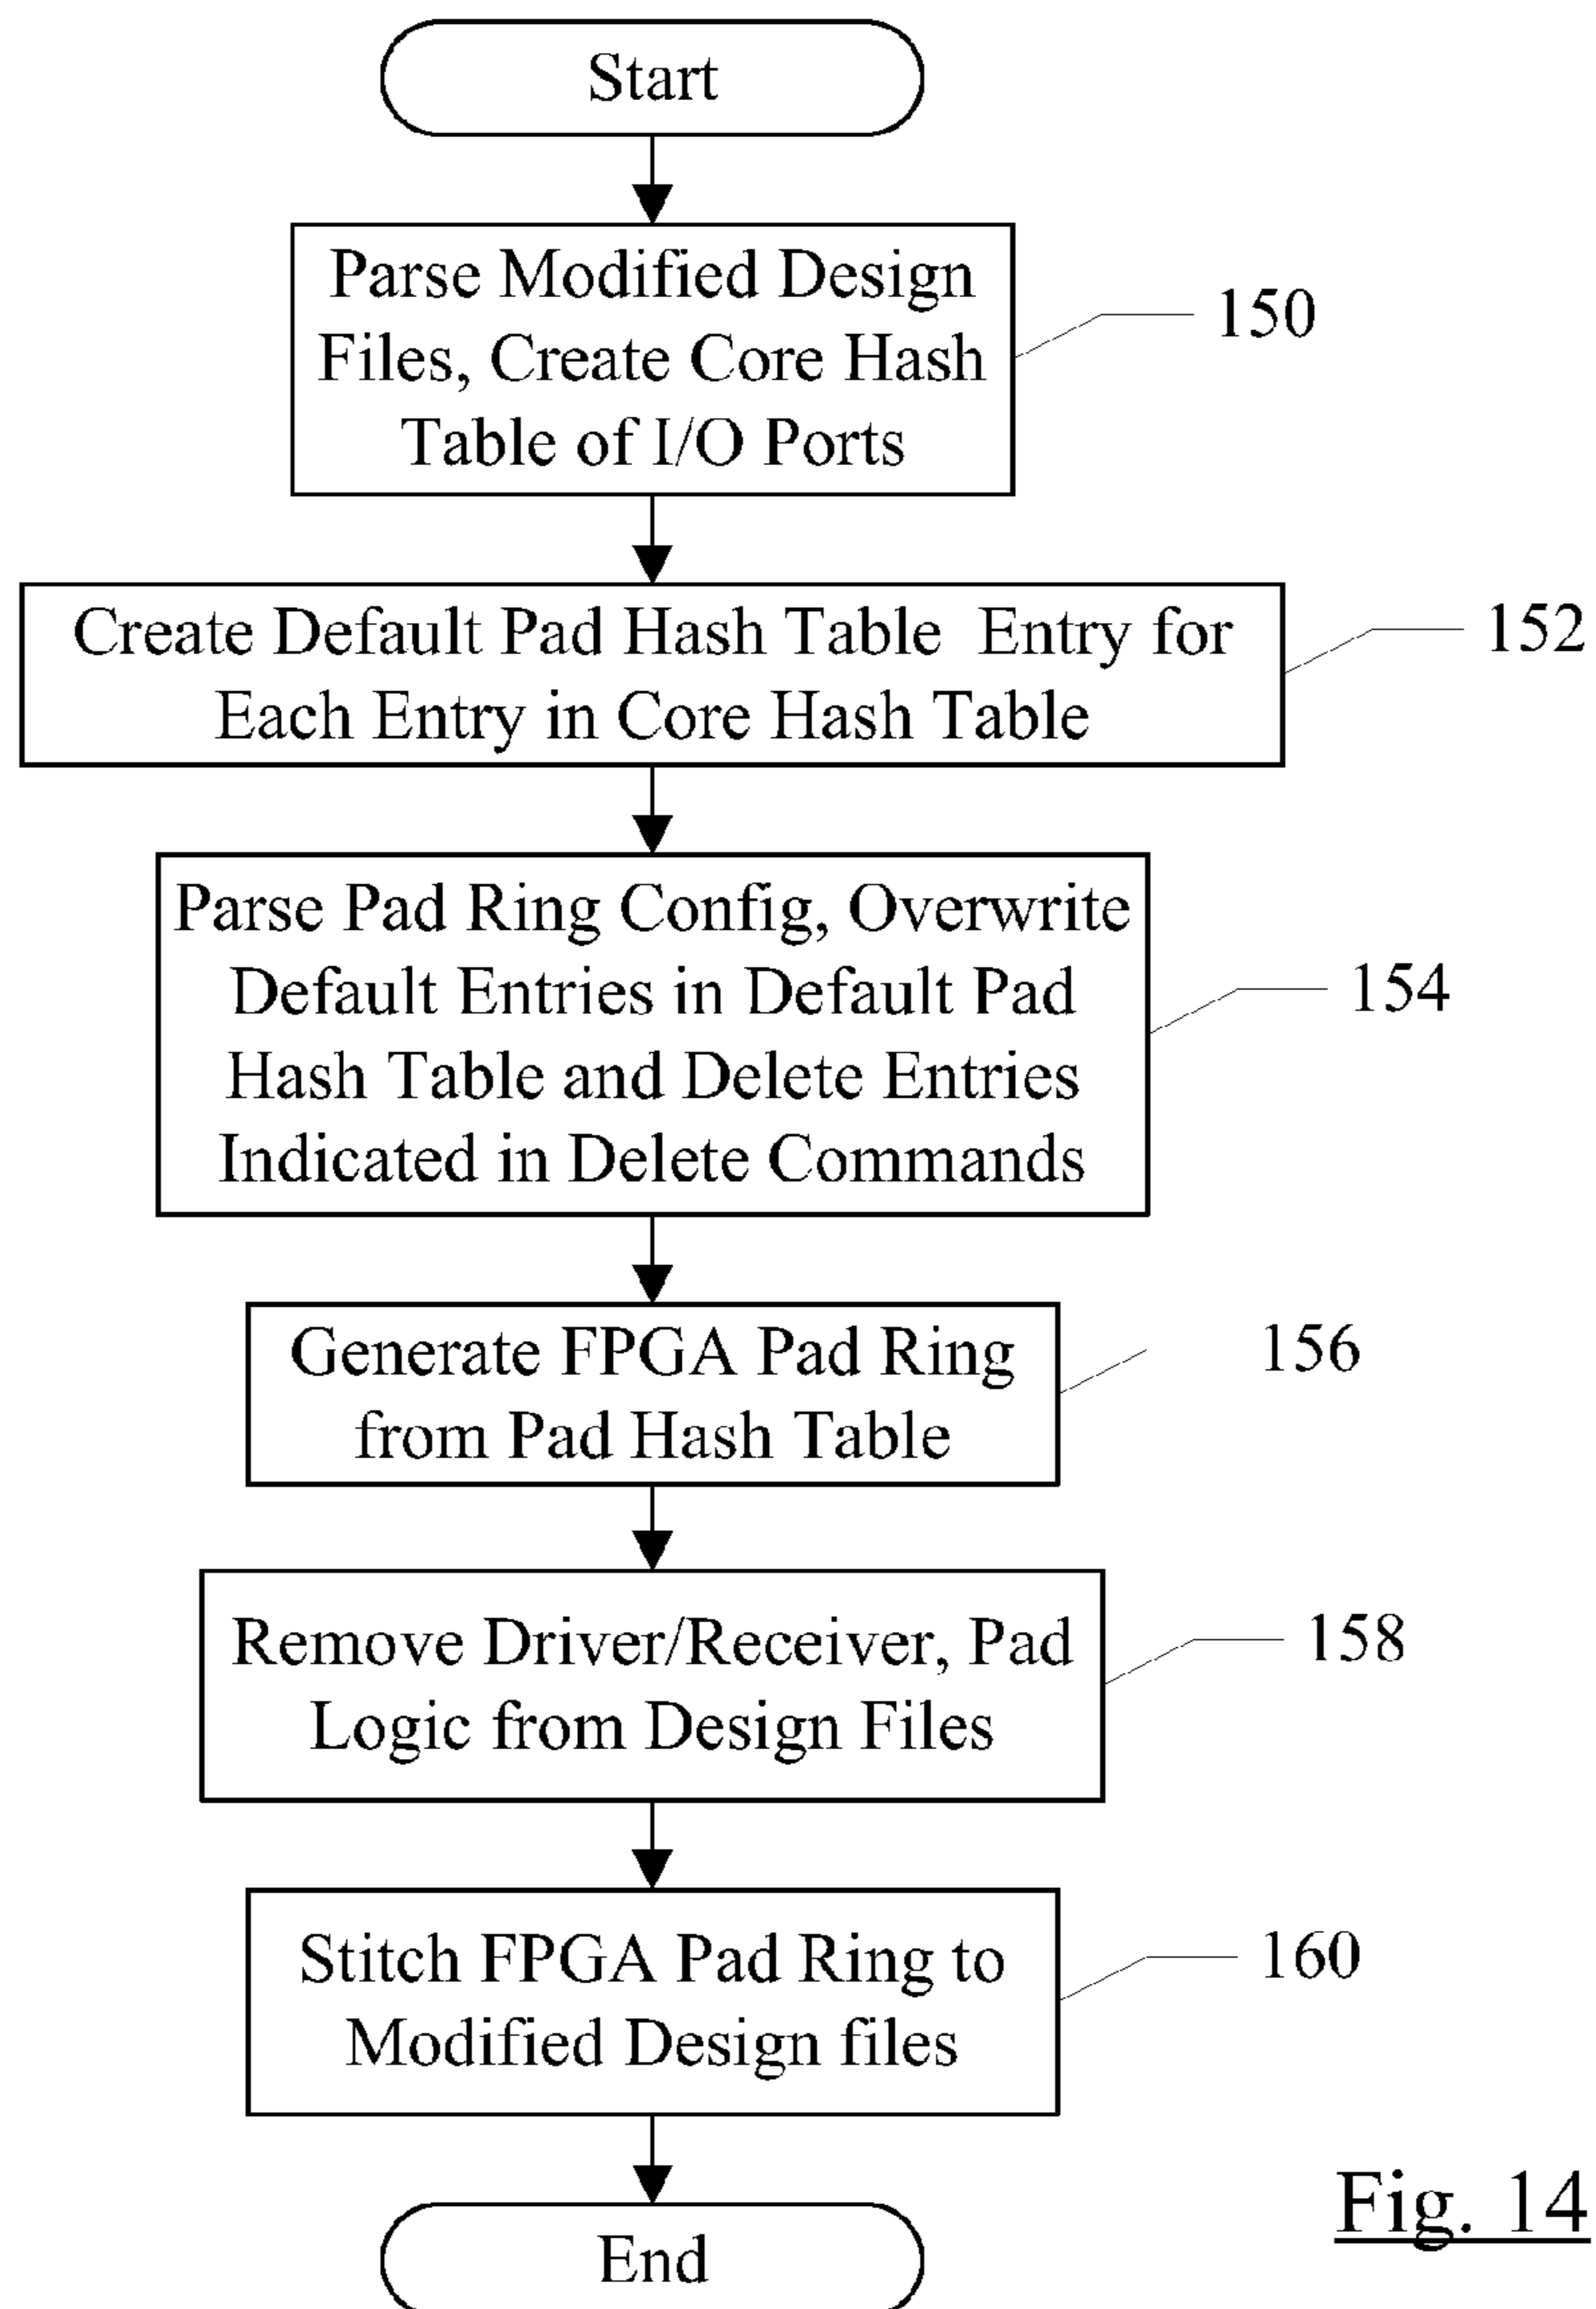 Start
Parse Modified Design
Files, Create Core Hash
Table of I/O Ports
150
Create Default Pad Hash Table Entry for
Each Entry in Core Hash Table
152
Parse Pad Ring Config, Overwrite
Default Entries in Default Pad
Hash Table and Delete Entries
Indicated in Delete Commands
154
Generate FPGA Pad Ring
from Pad Hash Table
156
Remove Driver/Receiver, Pad
Logic from Design Files
158
Stitch FPGA Pad Ring to
Modified Design files
160
End
Fig. 14